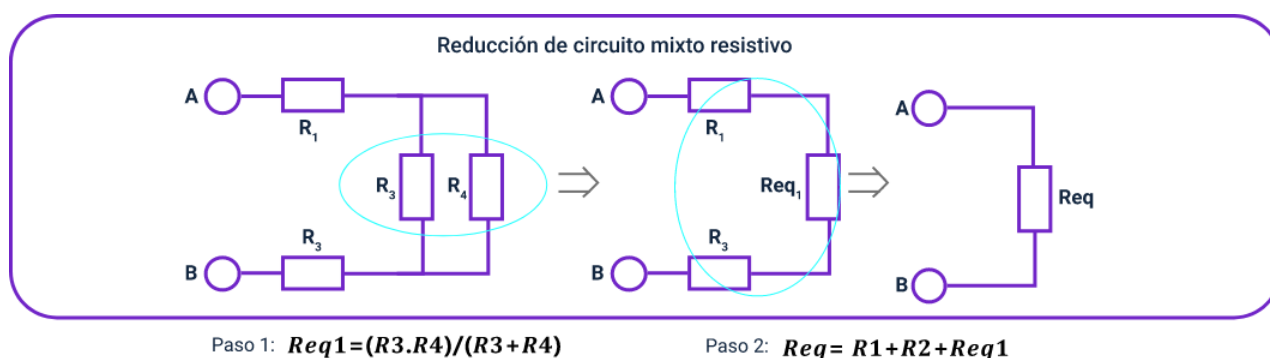 Reducción de circuito mixto resistivo
A
R1
R3
R4
B
R3
A
R1
Req1
B
R3
A
Req
B
Paso 1: Req1=(R3.R4)/(R3+R4)
Paso 2: Req= R1+R2+Req1